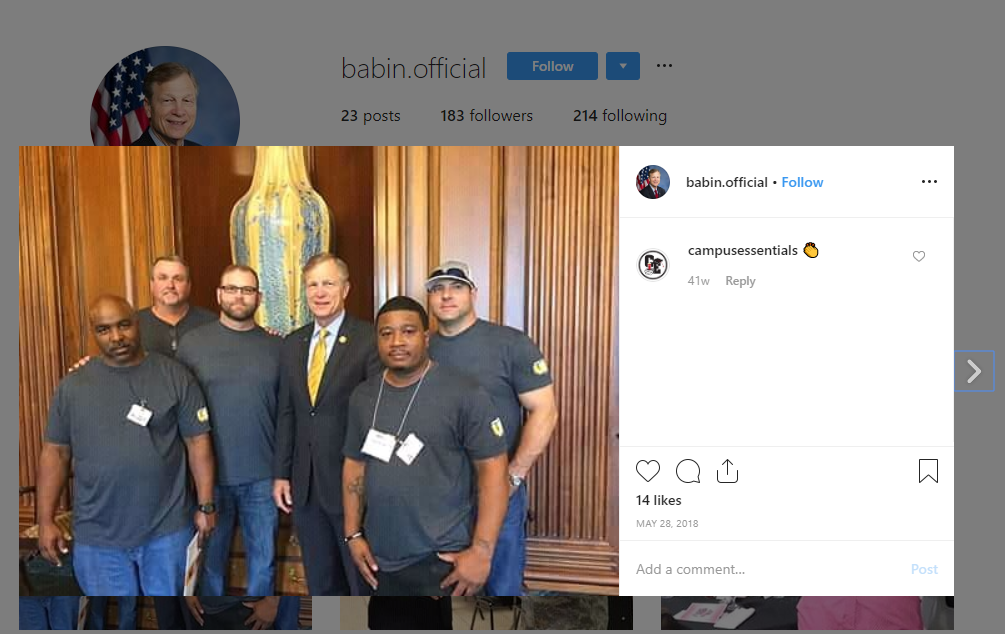 babin.official Follow
23 posts 183 followers 214 following
babin.official • Follow
campusessentials 👏
41w Reply
14 likes
MAY 28, 2018
Add a comment... Post